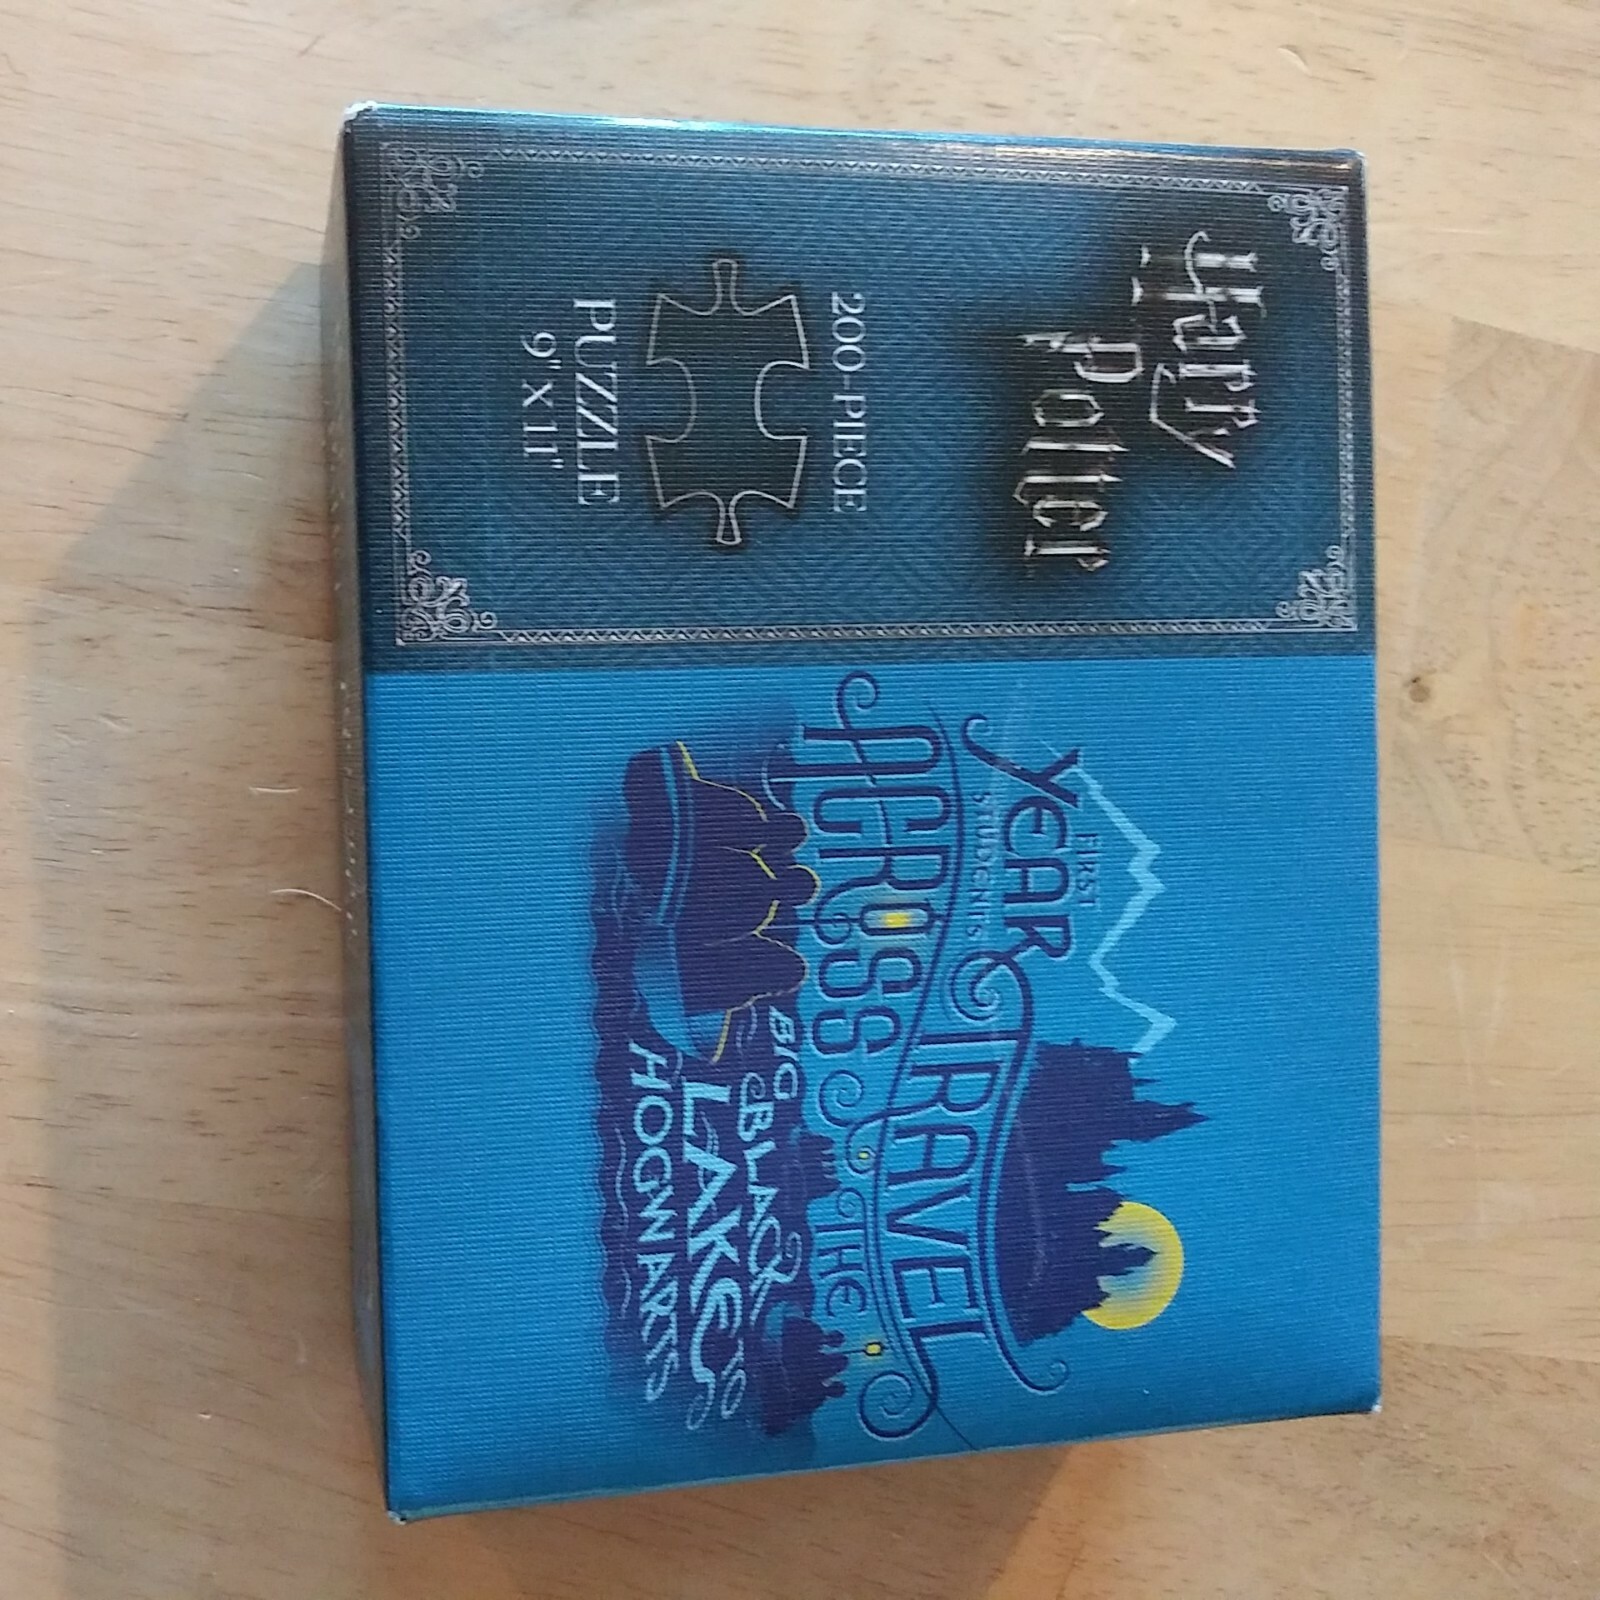 Harry
Potter
200-PIECE
PUZZLE
9" X 11"
FIRST
YEAR
STUDENTS
TRAVEL
ACROSS THE
BIG BLACK
LAKE TO
HOGWARTS